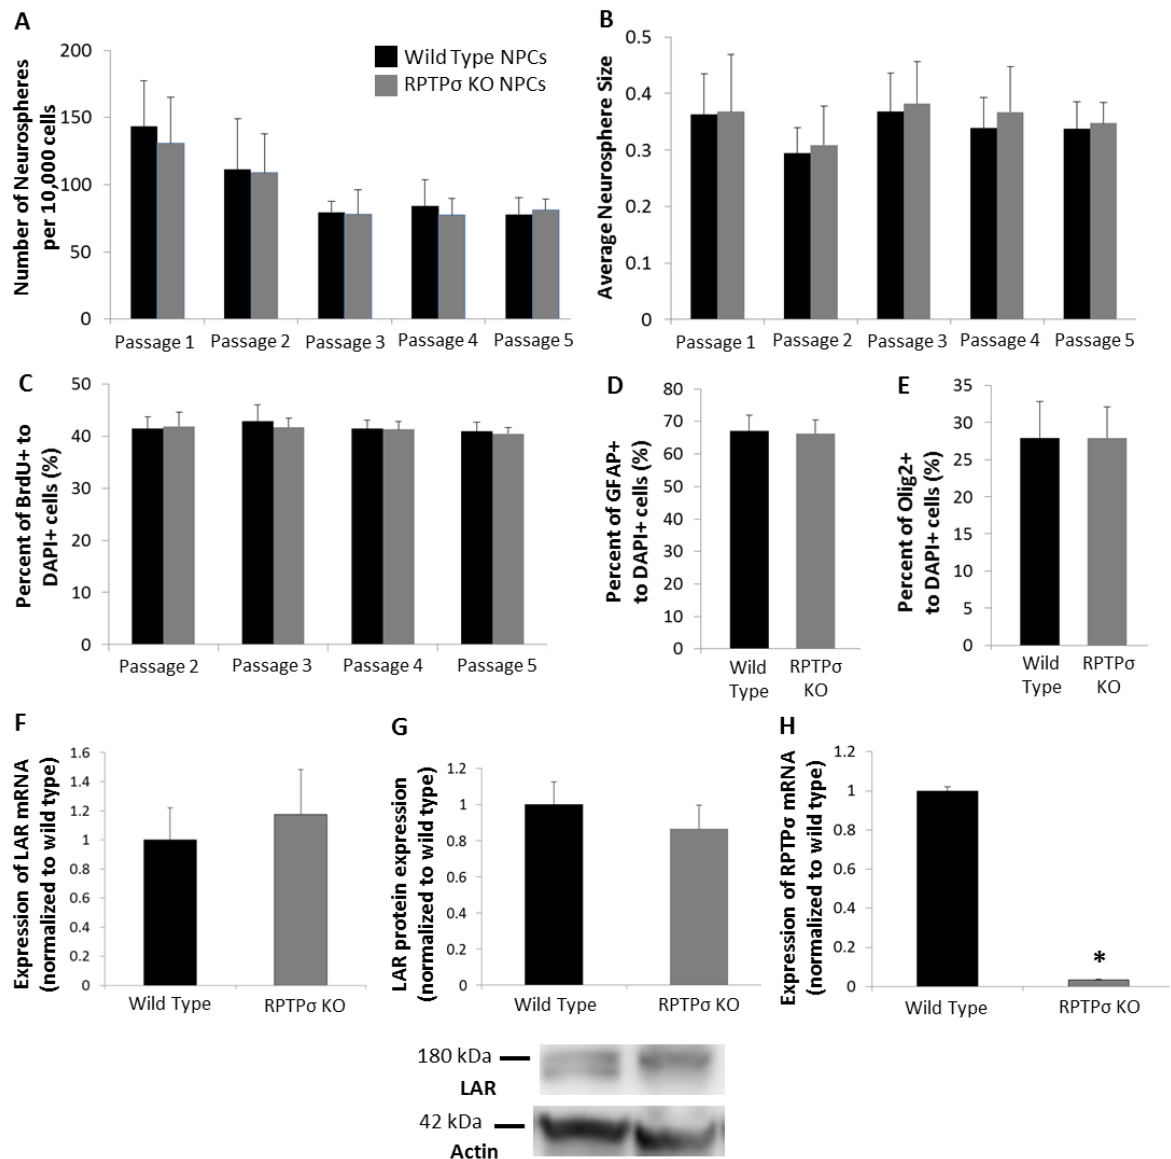 A
Number of Neurospheres
per 10,000 cells
200
150
100
50
0
Wild Type NPCs
RPTPσ KO NPCs
Passage 1
Passage 2
Passage 3
Passage 4
Passage 5
B
Average Neurosphere Size
0.5
0.4
0.3
0.2
0.1
0
Passage 1
Passage 2
Passage 3
Passage 4
Passage 5
C
Percent of BrdU+ to
DAPI+ cells (%)
50
40
30
20
10
0
Passage 2
Passage 3
Passage 4
Passage 5
D
Percent of GFAP+
to DAPI+ cells (%)
80
70
60
50
40
30
20
10
0
Wild
Type
RPTPσ
KO
E
Percent of Olig2+
to DAPI+ cells (%)
35
30
25
20
15
10
5
0
Wild
Type
RPTPσ
KO
F
Expression of LAR mRNA
(normalized to wild type)
1.6
1.4
1.2
1
0.8
0.6
0.4
0.2
0
Wild Type
RPTPσ KO
G
LAR protein expression
(normalized to wild type)
1.2
1
0.8
0.6
0.4
0.2
0
Wild Type
RPTPσ KO
180 kDa
LAR
42 kDa
Actin
H
Expression of RPTPσ mRNA
(normalized to wild type)
1.2
1
0.8
0.6
0.4
0.2
0
*
Wild Type
RPTPσ KO